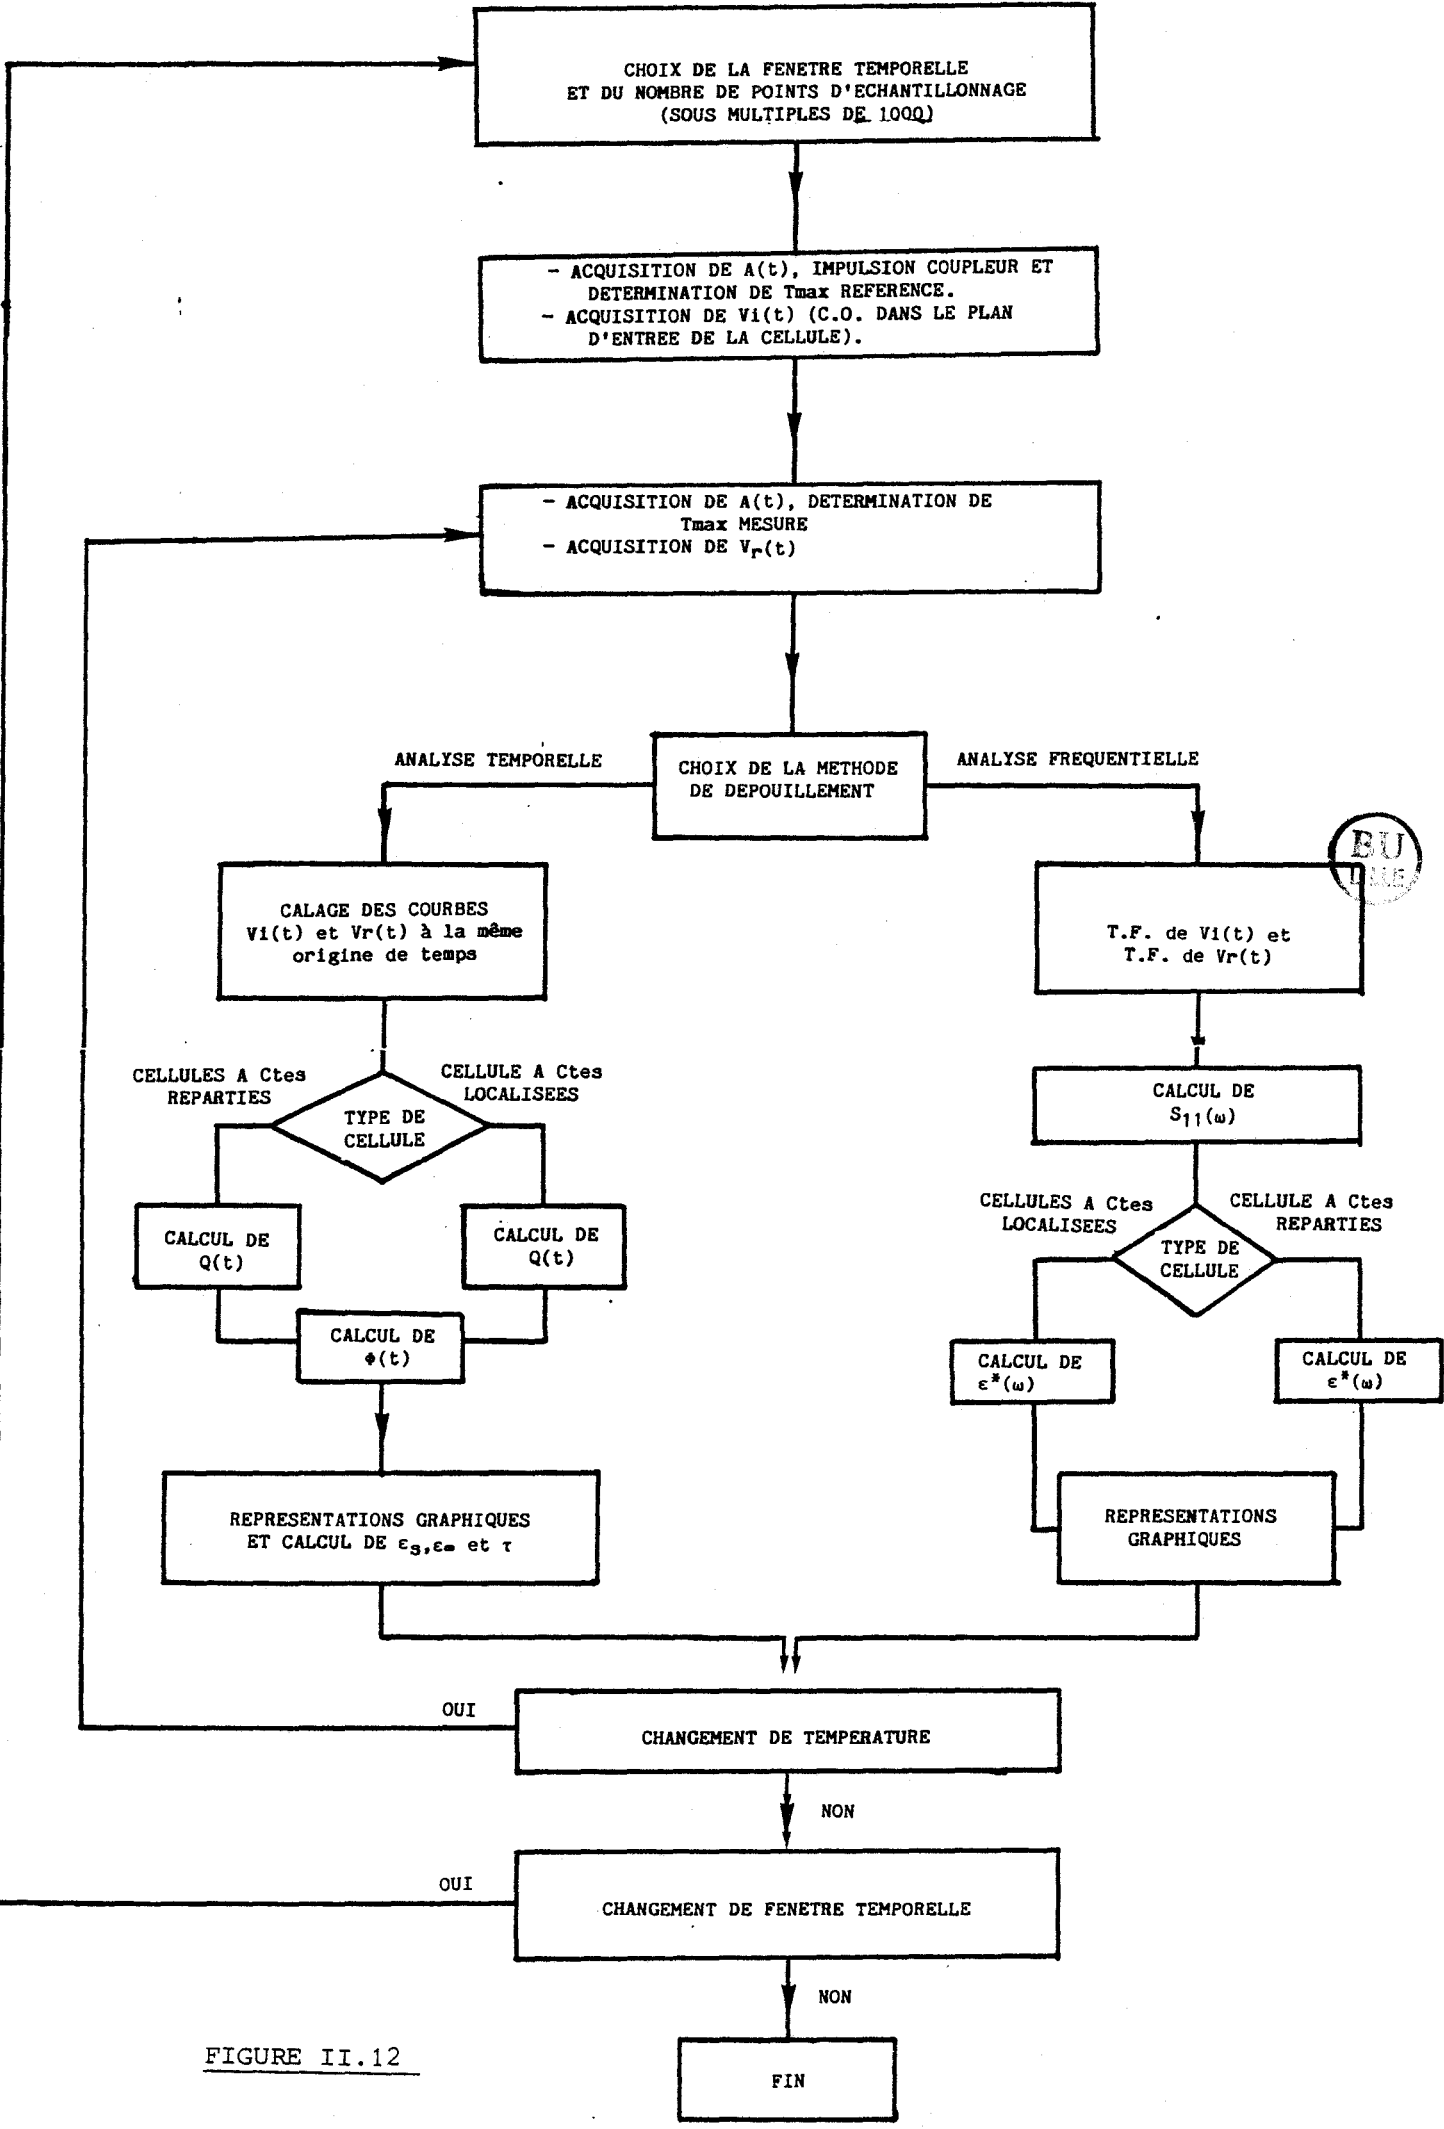 CHOIX DE LA FENETRE TEMPORELLE
ET DU NOMBRE DE POINTS D'ECHANTILLONNAGE
(SOUS MULTIPLES DE 1000)
- ACQUISITION DE A(t), IMPULSION COUPLEUR ET
DETERMINATION DE Tmax REFERENCE.
- ACQUISITION DE Vi(t) (C.O. DANS LE PLAN
D'ENTREE DE LA CELLULE).
- ACQUISITION DE A(t), DETERMINATION DE
Tmax MESURE
- ACQUISITION DE Vr(t)
ANALYSE TEMPORELLE
CHOIX DE LA METHODE
DE DEPOUILLEMENT
ANALYSE FREQUENTIELLE
CALAGE DES COURBES
Vi(t) et Vr(t) à la même
origine de temps
BU
T.F. de Vi(t) et
T.F. de Vr(t)
CELLULES A Ctes
REPARTIES
CELLULE A Ctes
LOCALISEES
TYPE DE
CELLULE
CALCUL DE
Q(t)
CALCUL DE
Q(t)
CALCUL DE
Φ(t)
REPRESENTATIONS GRAPHIQUES
ET CALCUL DE εs,ε∞ et τ
CALCUL DE
S11(ω)
CELLULES A Ctes
LOCALISEES
CELLULE A Ctes
REPARTIES
TYPE DE
CELLULE
CALCUL DE
ε*(ω)
CALCUL DE
ε*(ω)
REPRESENTATIONS
GRAPHIQUES
OUI
CHANGEMENT DE TEMPERATURE
NON
OUI
CHANGEMENT DE FENETRE TEMPORELLE
NON
FIN
FIGURE II.12